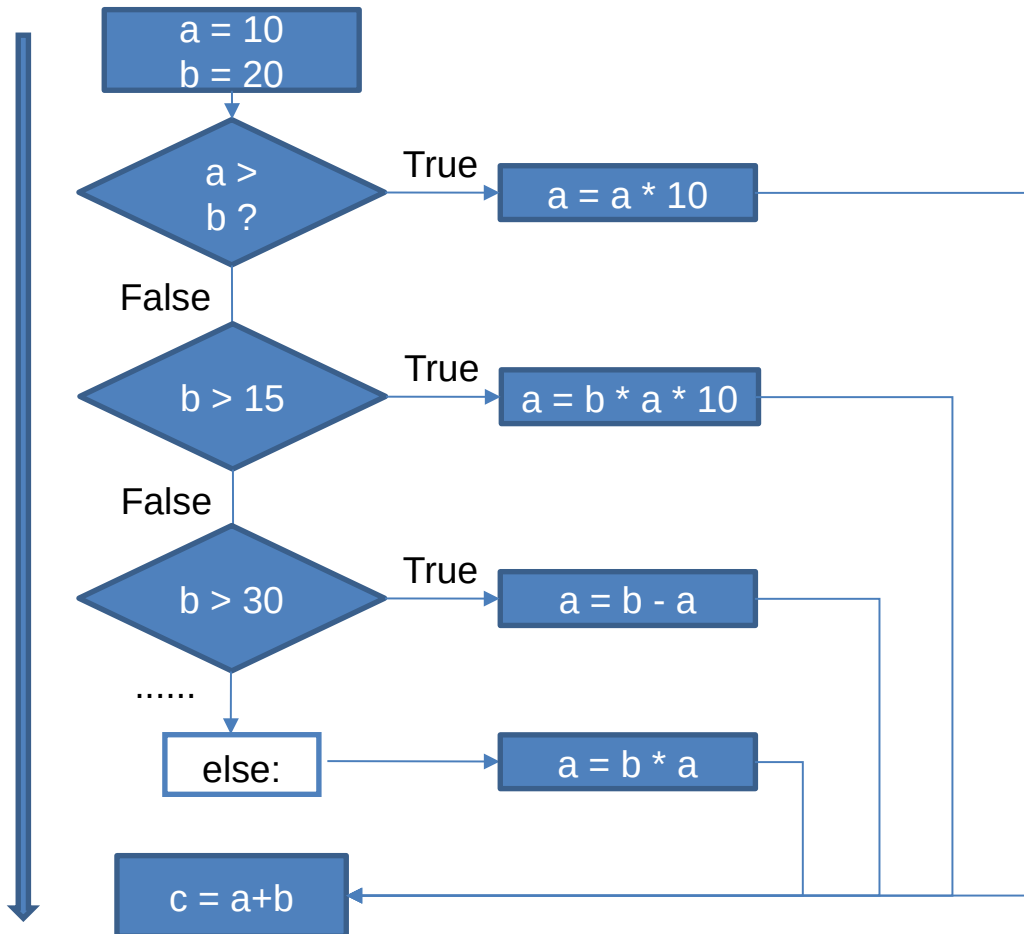 a = 10
b = 20
a >
b ?
True
a = a * 10
False
b > 15
True
a = b * a * 10
False
b > 30
True
a = b - a
......
else:
a = b * a
c = a+b